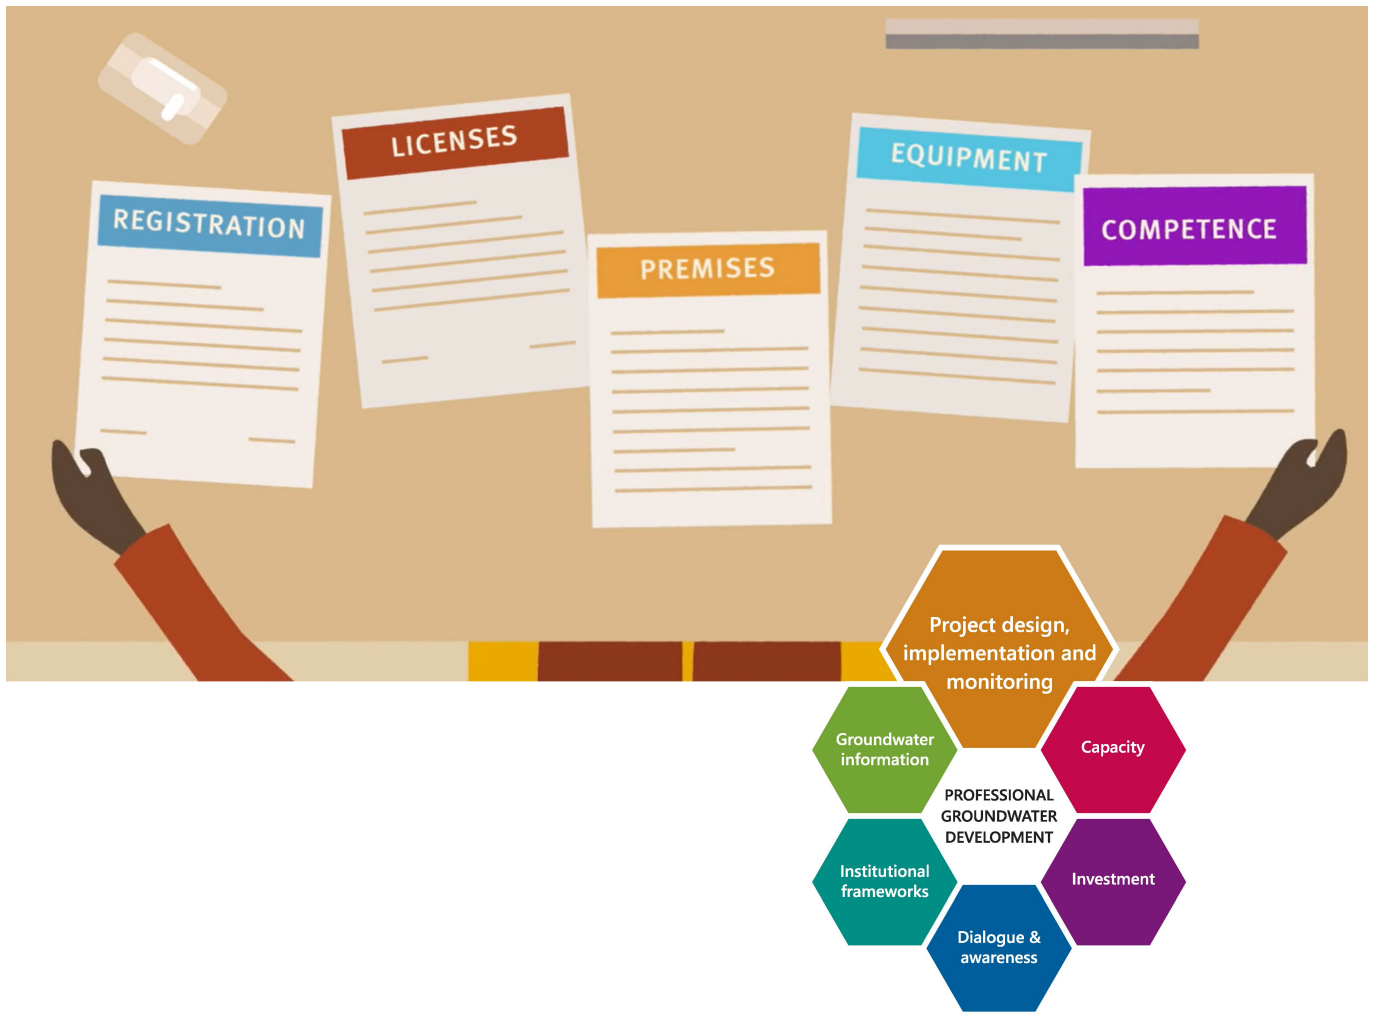 REGISTRATION
LICENSES
PREMISES
EQUIPMENT
COMPETENCE
Project design,
implementation and
monitoring
Groundwater
information
Capacity
PROFESSIONAL
GROUNDWATER
DEVELOPMENT
Institutional
frameworks
Investment
Dialogue &
awareness